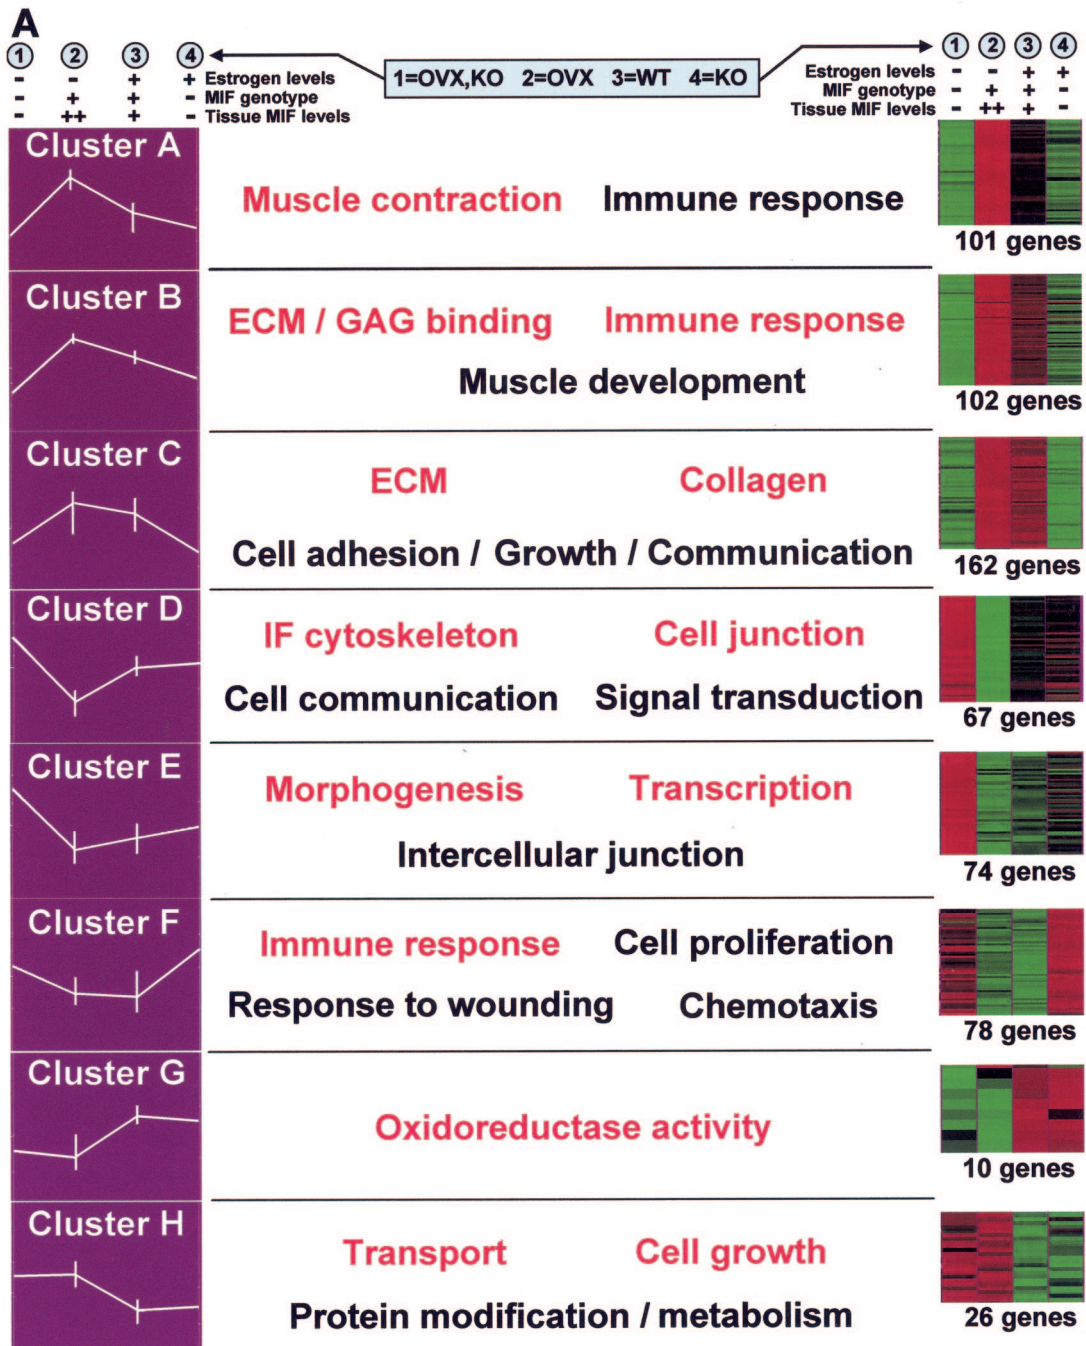 A
1 2 3 4
1=OVX,KO 2=OVX 3=WT 4=KO
1 2 3 4
- - + + Estrogen levels
- + + - MIF genotype
- ++ + - Tissue MIF levels
Estrogen levels - - + +
MIF genotype - + + -
Tissue MIF levels - ++ + -
Cluster A
Muscle contraction Immune response
101 genes
Cluster B
ECM / GAG binding Immune response
Muscle development
102 genes
Cluster C
ECM Collagen
Cell adhesion / Growth / Communication
162 genes
Cluster D
IF cytoskeleton Cell junction
Cell communication Signal transduction
67 genes
Cluster E
Morphogenesis Transcription
Intercellular junction
74 genes
Cluster F
Immune response Cell proliferation
Response to wounding Chemotaxis
78 genes
Cluster G
Oxidoreductase activity
10 genes
Cluster H
Transport Cell growth
Protein modification / metabolism
26 genes